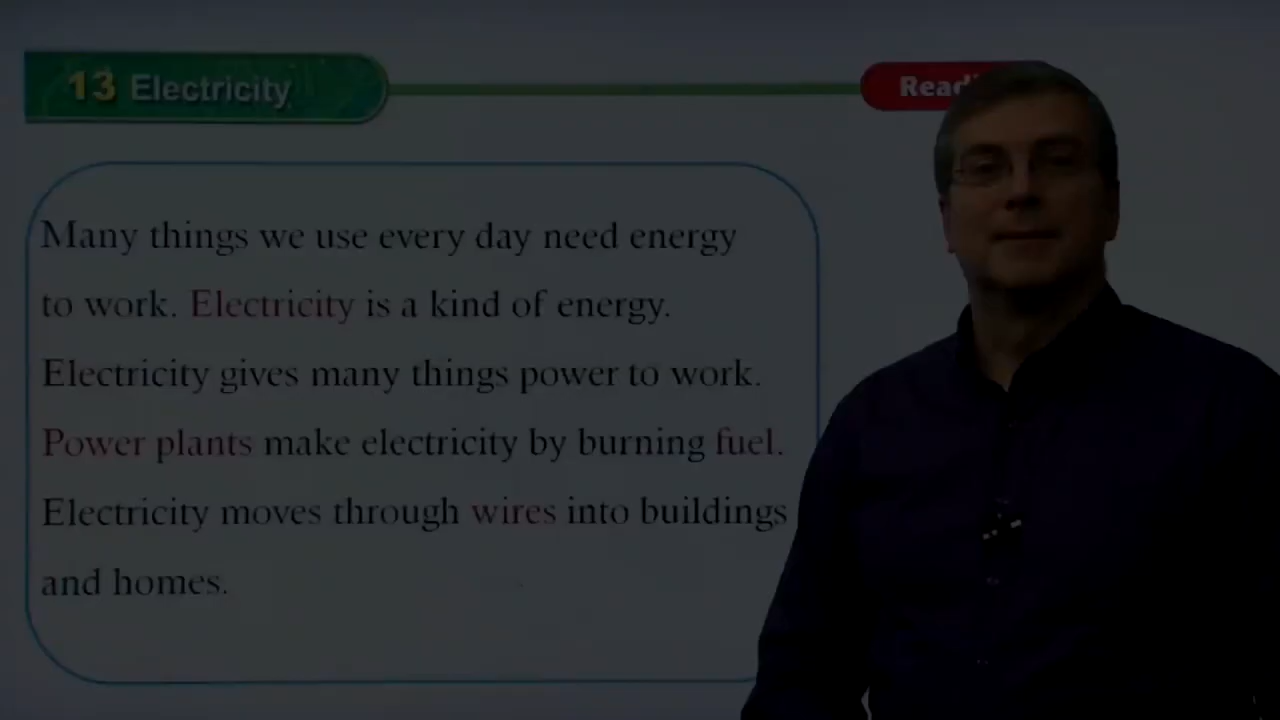 13 Electricity
Many things we use every day need energy
to work. Electricity is a kind of energy.
Electricity gives many things power to work.
Power plants make electricity by burning fuel.
Electricity moves through wires into buildings
and homes.